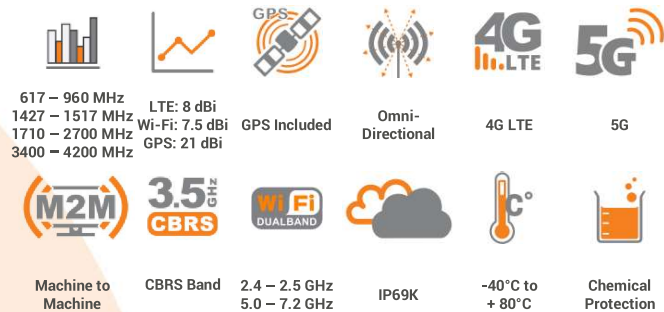 GPS
4G
LTE
5G
617 – 960 MHz
1427 – 1517 MHz
1710 – 2700 MHz
3400 – 4200 MHz
LTE: 8 dBi
Wi-Fi: 7.5 dBi
GPS: 21 dBi
GPS Included
Omni-
Directional
4G LTE
5G
M2M
3.5 GHz
CBRS
Wi Fi
DUALBAND
C°
Machine to
Machine
CBRS Band
2.4 – 2.5 GHz
5.0 – 7.2 GHz
IP69K
-40°C to
+ 80°C
Chemical
Protection